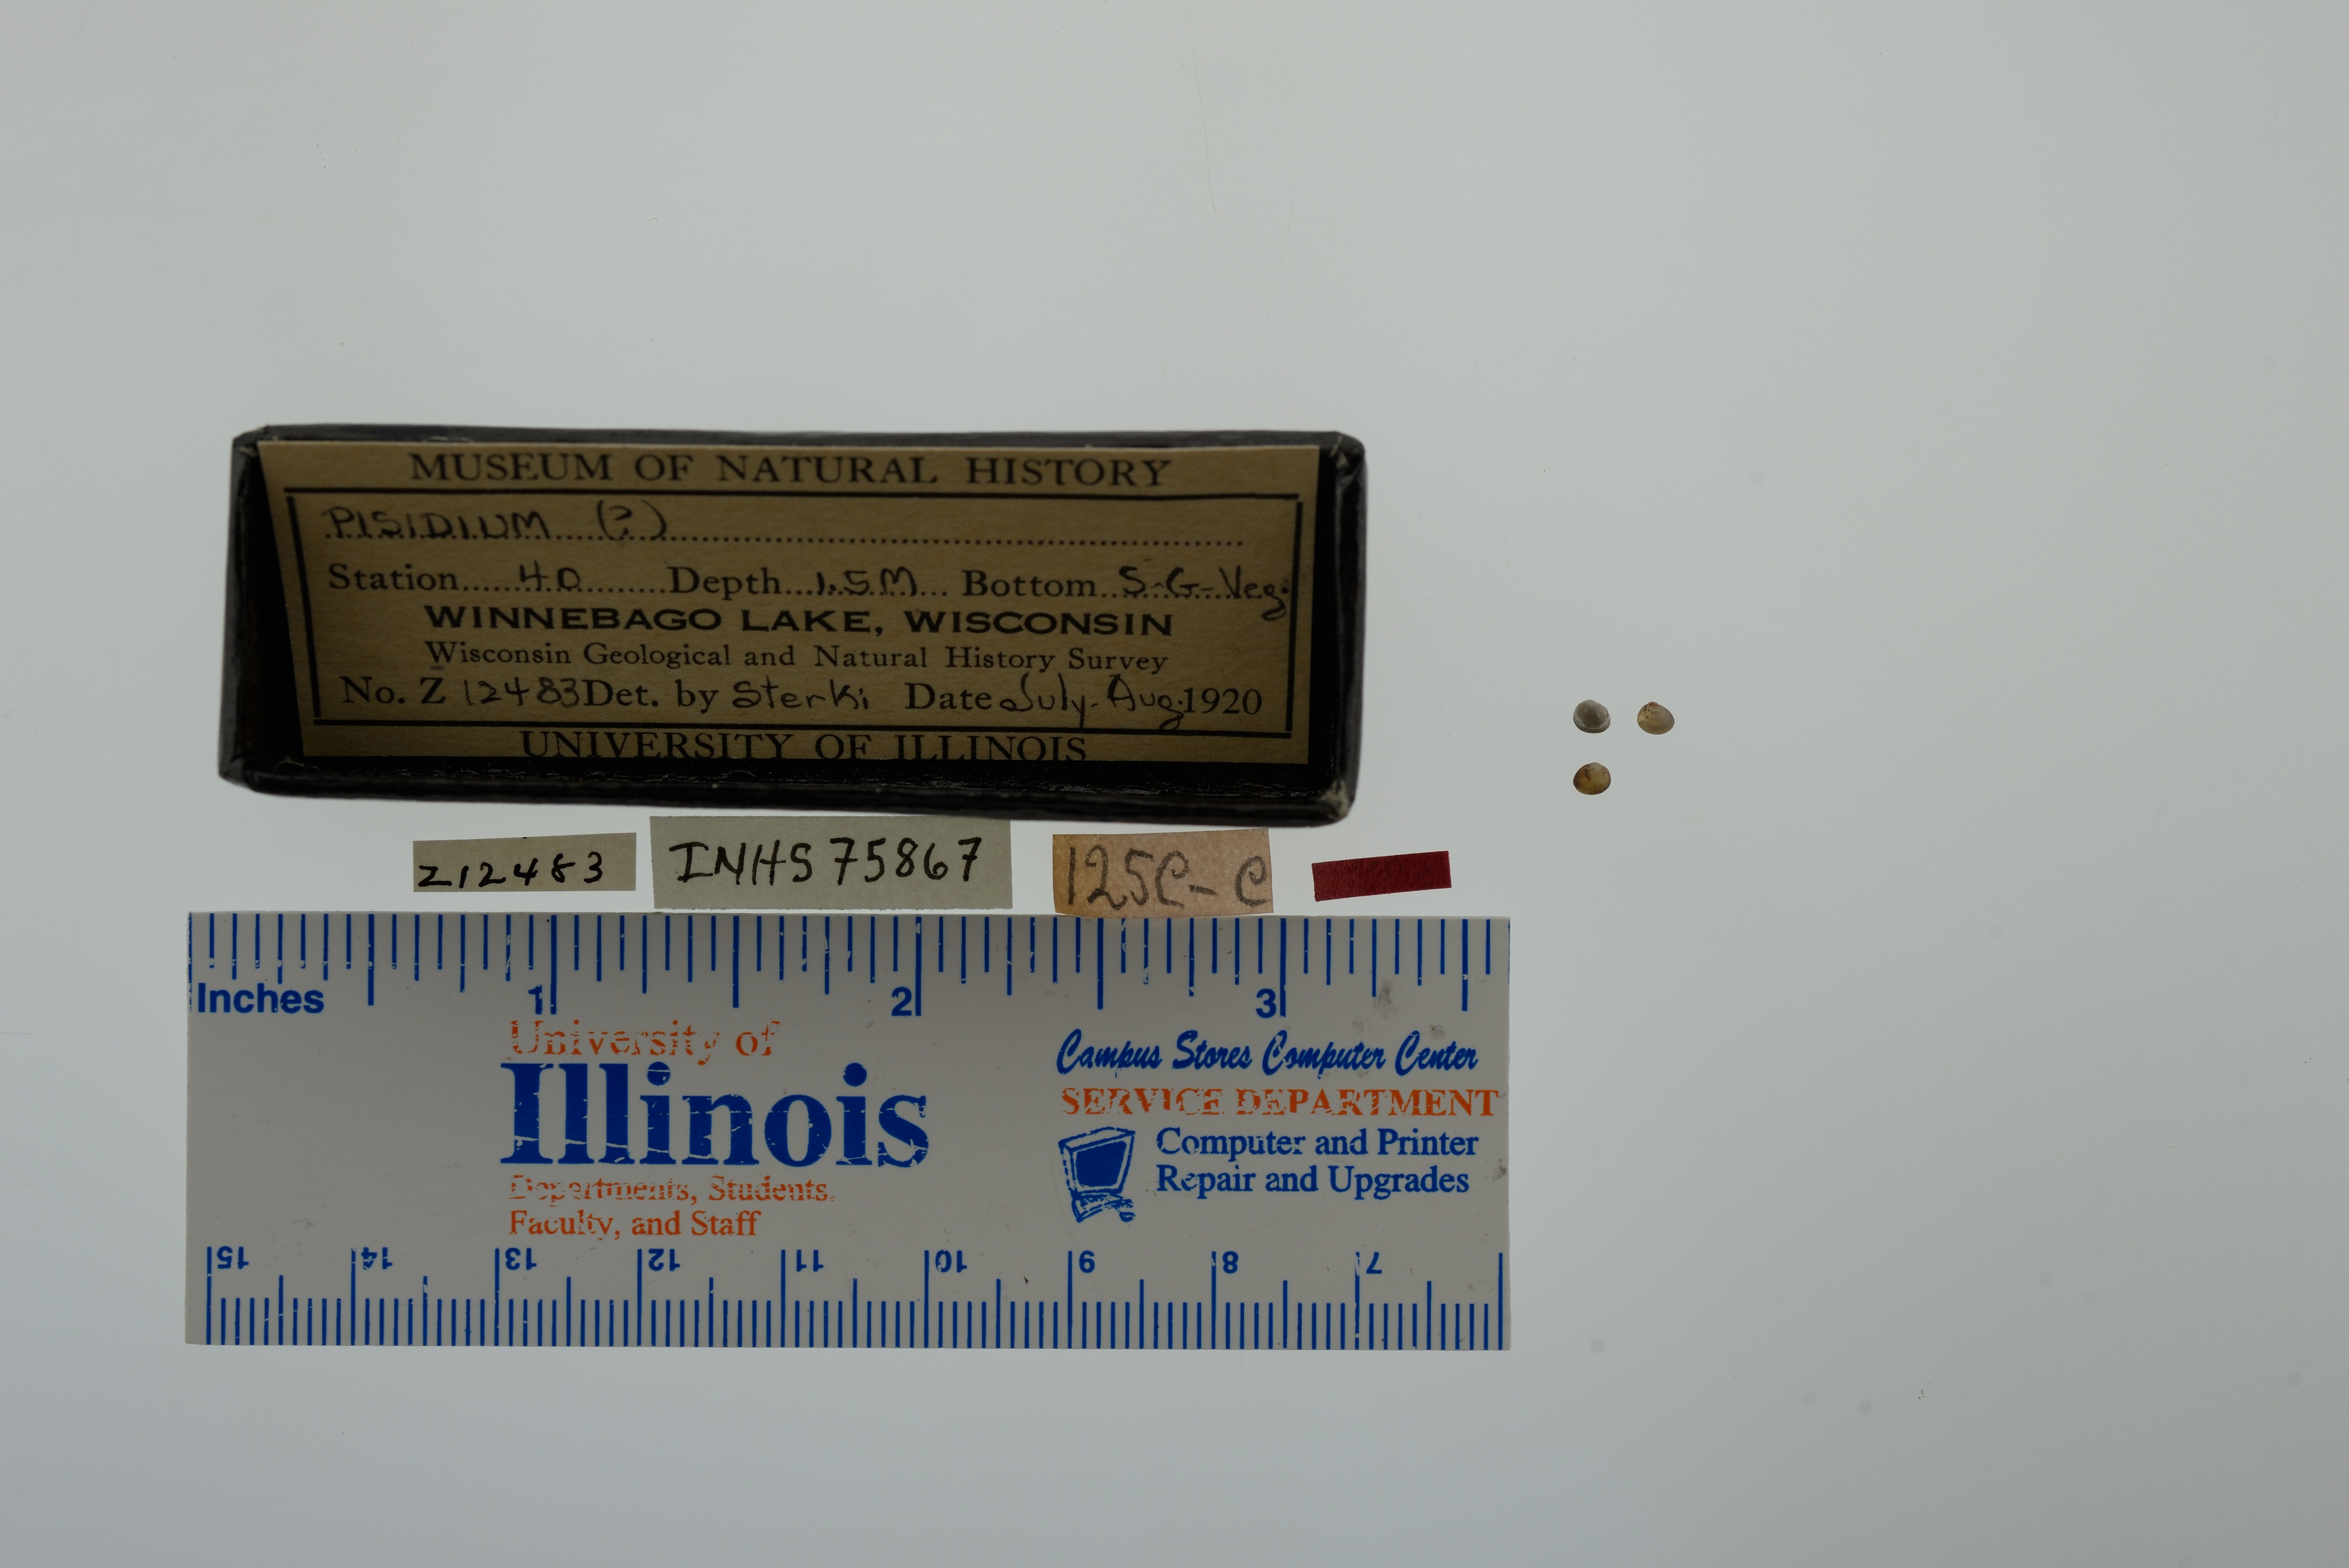 MUSEUM OF NATURAL HISTORY
PISIDIUM (?)
Station 40 Depth 1.5M Bottom S-G-Veg.
WINNEBAGO LAKE, WISCONSIN
Wisconsin Geological and Natural History Survey
No. Z 12483 Det. by Sterki Date July-Aug. 1920
UNIVERSITY OF ILLINOIS
Z12483
INHS 75867
125C-C
Inches 1 2 3
University of
Illinois
Departments, Students,
Faculty, and Staff
Campus Stores Computer Center
SERVICE DEPARTMENT
Computer and Printer
Repair and Upgrades
15 14 13 12 11 10 9 8 7